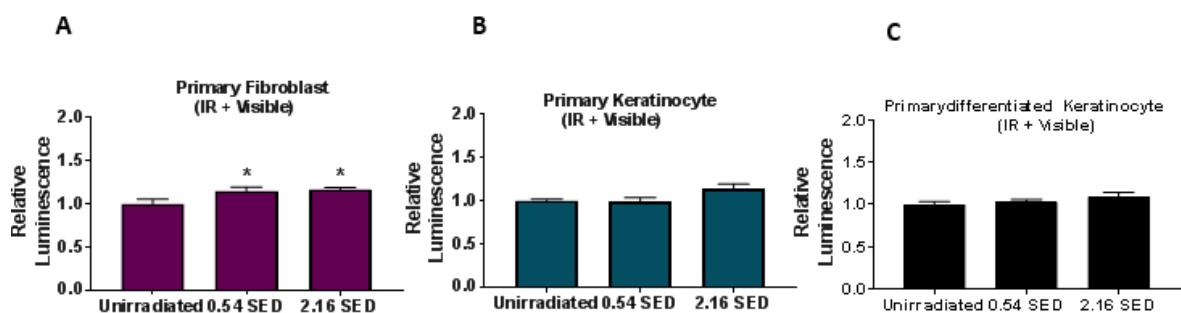 A
Primary Fibroblast
(IR + Visible)
Relative
Luminescence
2.0
1.5
1.0
0.5
0.0
* *
Unirradiated 0.54 SED 2.16 SED
B
Primary Keratinocyte
(IR + Visible)
Relative
Luminescence
2.0
1.5
1.0
0.5
0.0
Unirradiated 0.54 SED 2.16 SED
C
Primarydifferentiated Keratinocyte
(IR + Visible)
Relative
Luminescence
2.0
1.5
1.0
0.5
0.0
Unirradiated 0.54 SED 2.16 SED